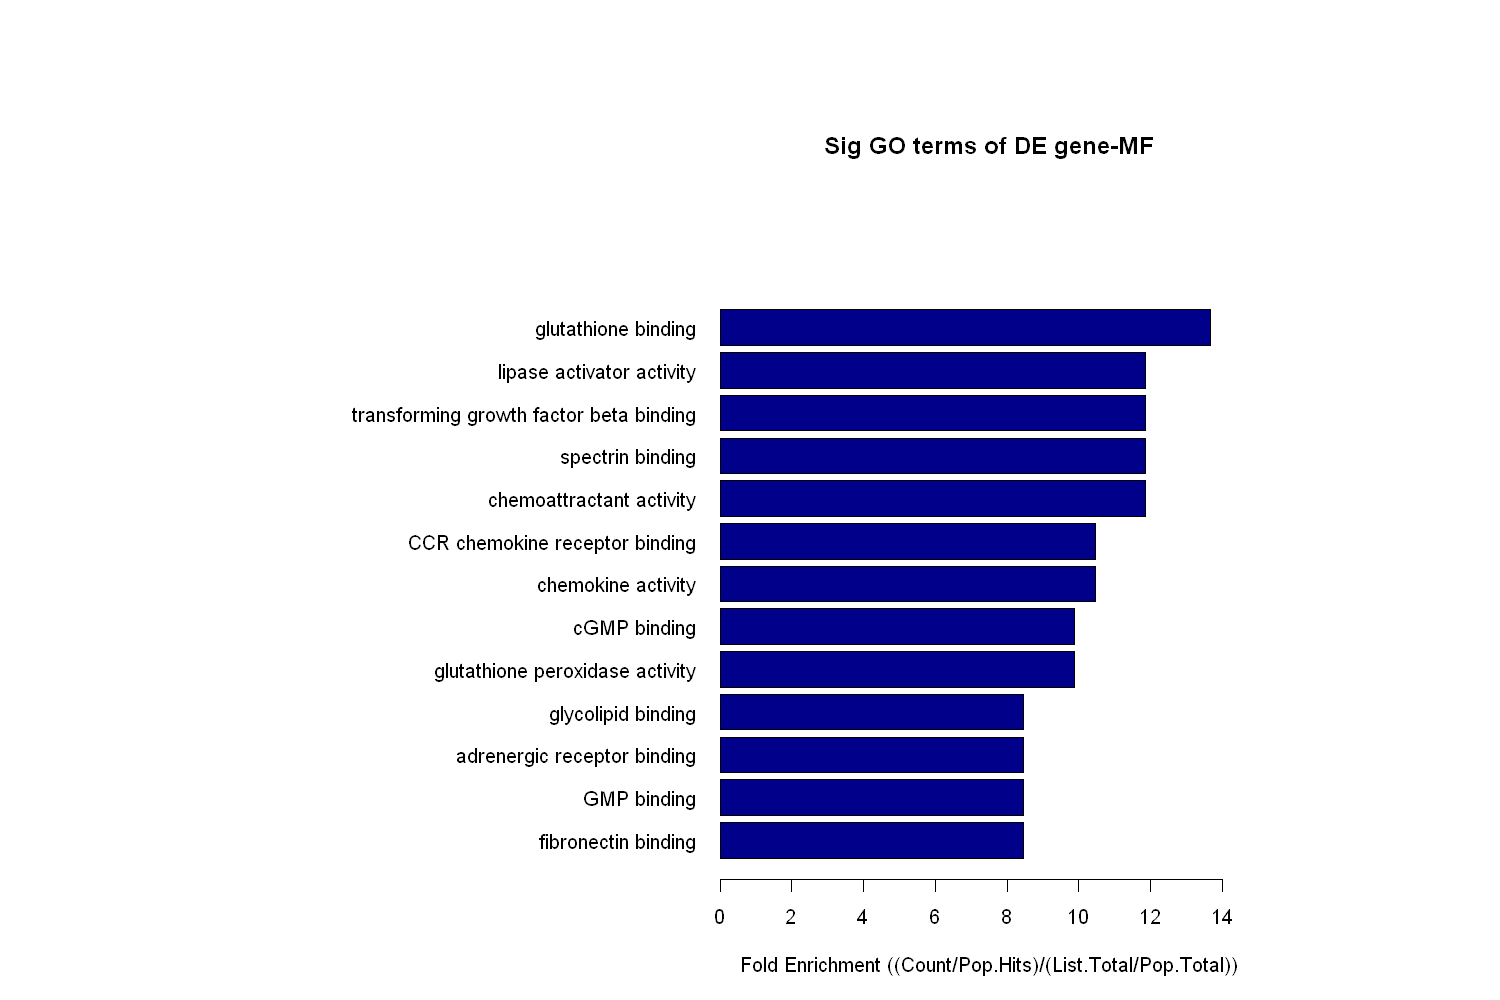 Sig GO terms of DE gene-MF
glutathione binding
lipase activator activity
transforming growth factor beta binding
spectrin binding
chemoattractant activity
CCR chemokine receptor binding
chemokine activity
cGMP binding
glutathione peroxidase activity
glycolipid binding
adrenergic receptor binding
GMP binding
fibronectin binding
0 2 4 6 8 10 12 14
Fold Enrichment ((Count/Pop.Hits)/(List.Total/Pop.Total))